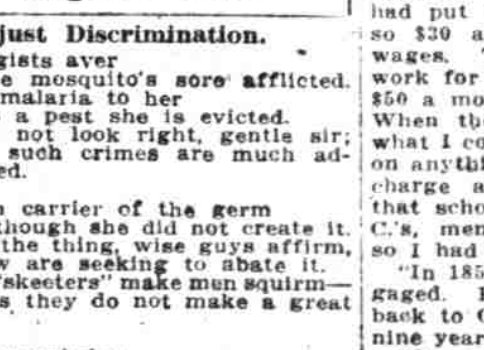 just Discrimination.
gists aver
e mosquito's sore afflicted.
malaria to her
a pest she is evicted.
not look right, gentle sir;
such crimes are much ad-
ed.
carrier of the germ
though she did not create it.
the thing, wise guys affirm,
w are seeking to abate it.
"skeeters" make men squirm—
s they do not make a great
had put
so $30 a
wages.
work for
$50 a mo
When the
what I co
on anythi
charge a
that scho
C.'s, men
so I had
"In 185
gaged.
back to
nine year